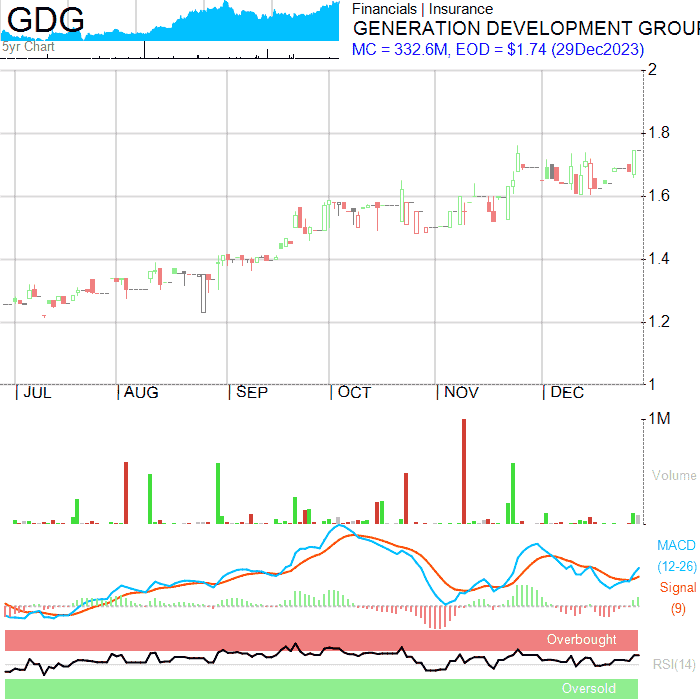 GDG
5yr Chart
Financials | Insurance
GENERATION DEVELOPMENT GROU
MC = 332.6M, EOD = $1.74 (29Dec2023)
2
1.8
1.6
1.4
1.2
1
JUL
AUG
SEP
OCT
NOV
DEC
1M
Volume
MACD
(12-26)
Signal
(9)
Overbought
RSI(14)
Oversold